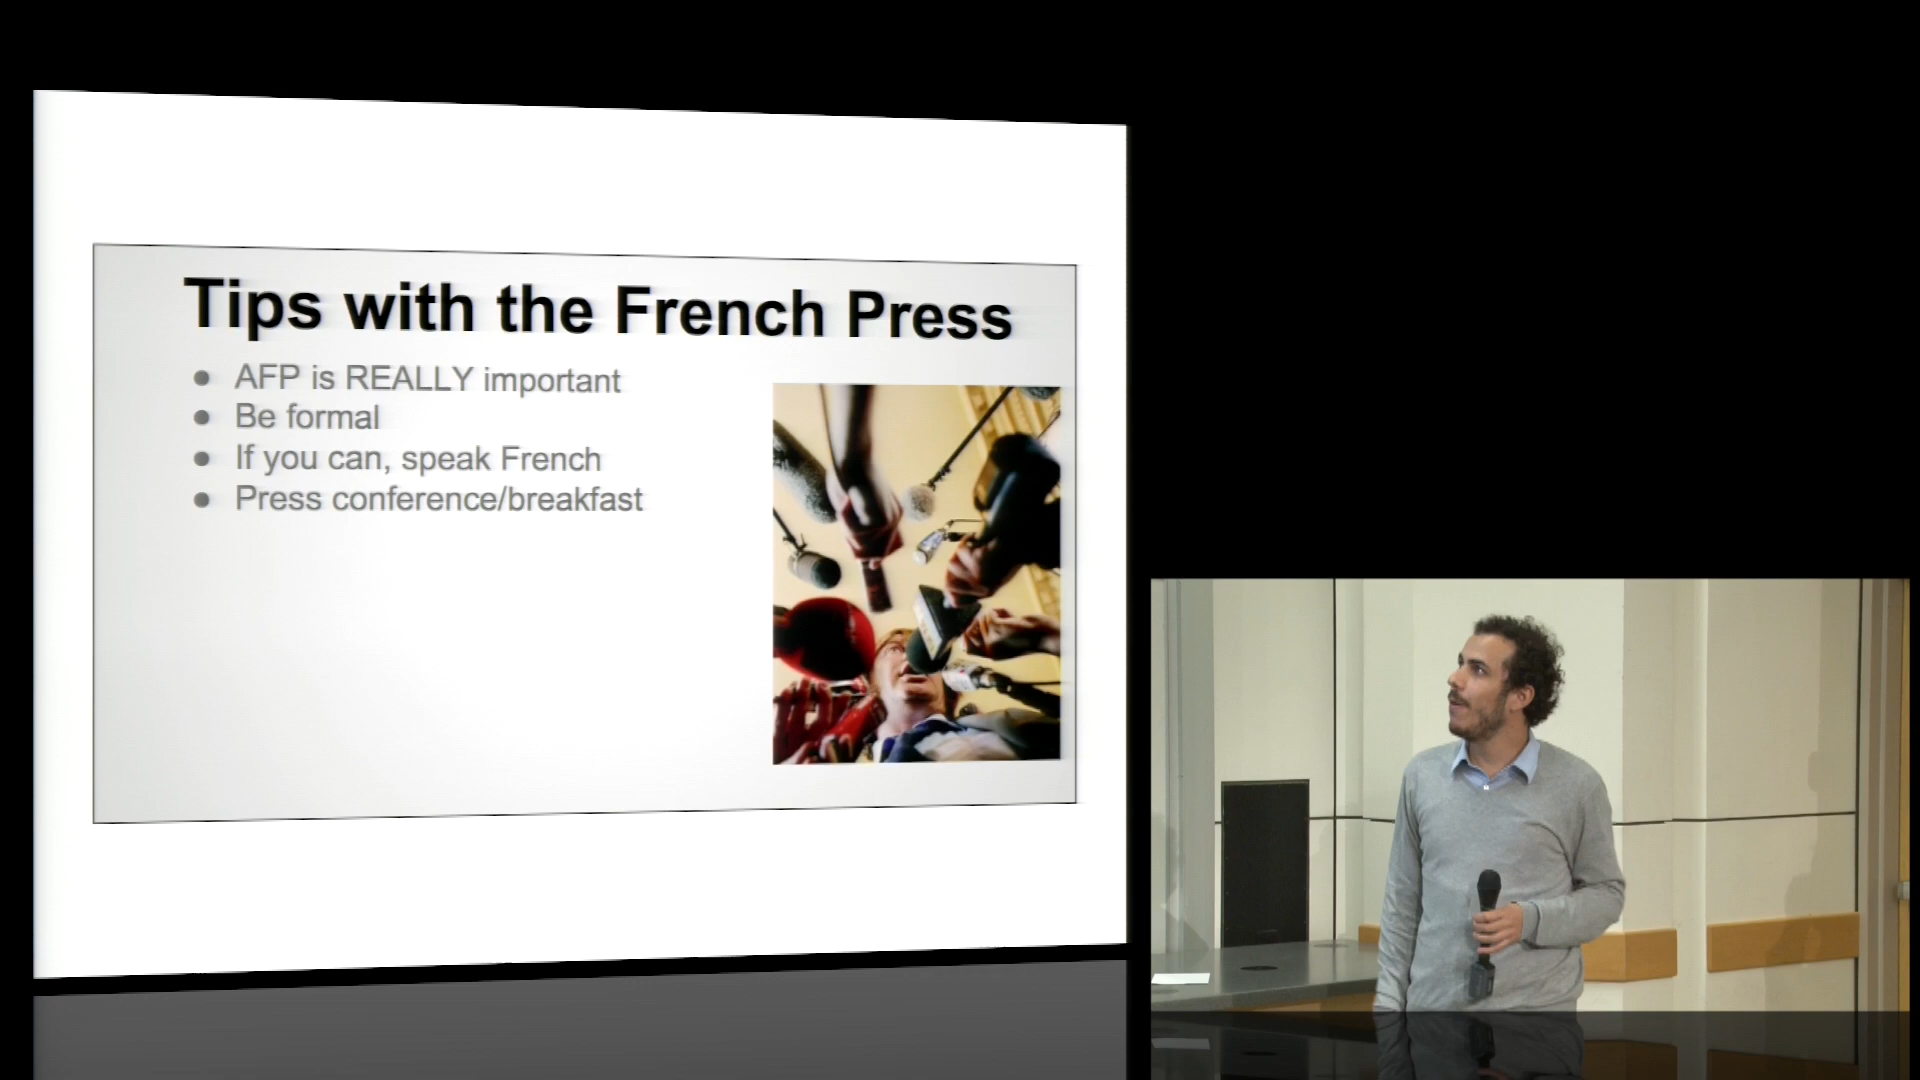 Tips with the French Press
● AFP is REALLY important
● Be formal
● If you can, speak French
● Press conference/breakfast